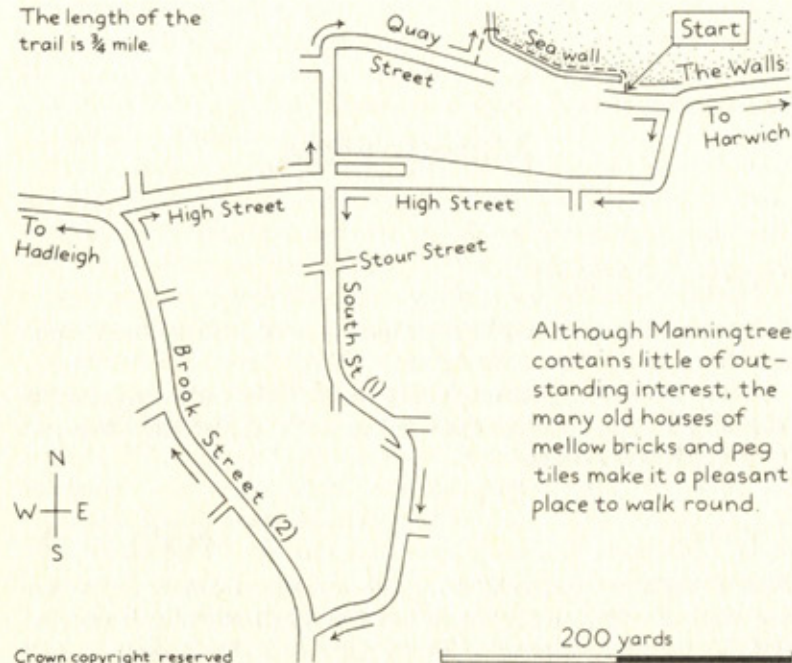 The length of the
trail is ¾ mile.
Quay
Street
Sea wall
Start
The Walls
To
Harwich
High Street
High Street
To
Hadleigh
Stour Street
South St (1)
Brook Street (2)
Although Manningtree
contains little of out-
standing interest, the
many old houses of
mellow bricks and peg
tiles make it a pleasant
place to walk round.
N
W E
S
200 yards
Crown copyright reserved